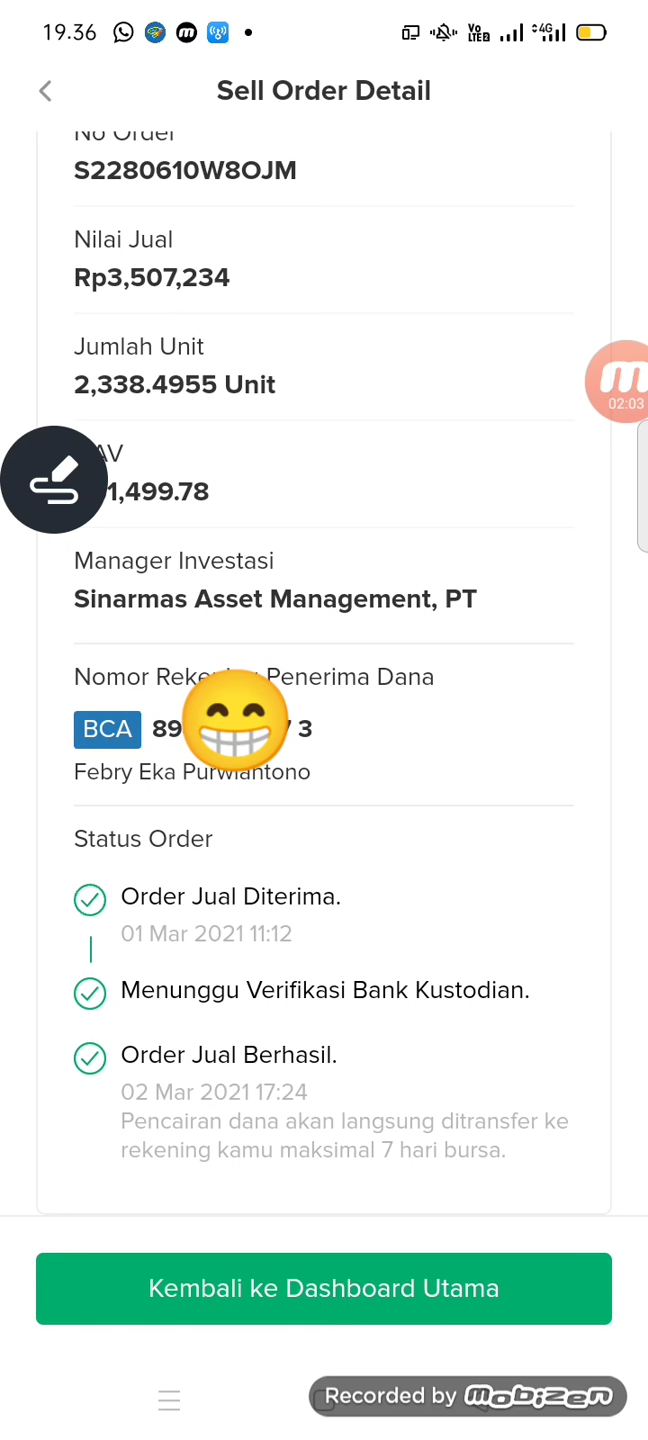 19.36
VoLTE2
4G
Sell Order Detail
No Order
S2280610W8OJM
Nilai Jual
Rp3,507,234
Jumlah Unit
2,338.4955 Unit
02:03
AV
1,499.78
Manager Investasi
Sinarmas Asset Management, PT
Nomor Penerima Dana
BCA 89 3
Febry Eka Purwiantono
Status Order
Order Jual Diterima.
01 Mar 2021 11:12
Menunggu Verifikasi Bank Kustodian.
Order Jual Berhasil.
02 Mar 2021 17:24
Pencairan dana akan langsung ditransfer ke
rekening kamu maksimal 7 hari bursa.
Kembali ke Dashboard Utama
Recorded by mobizen